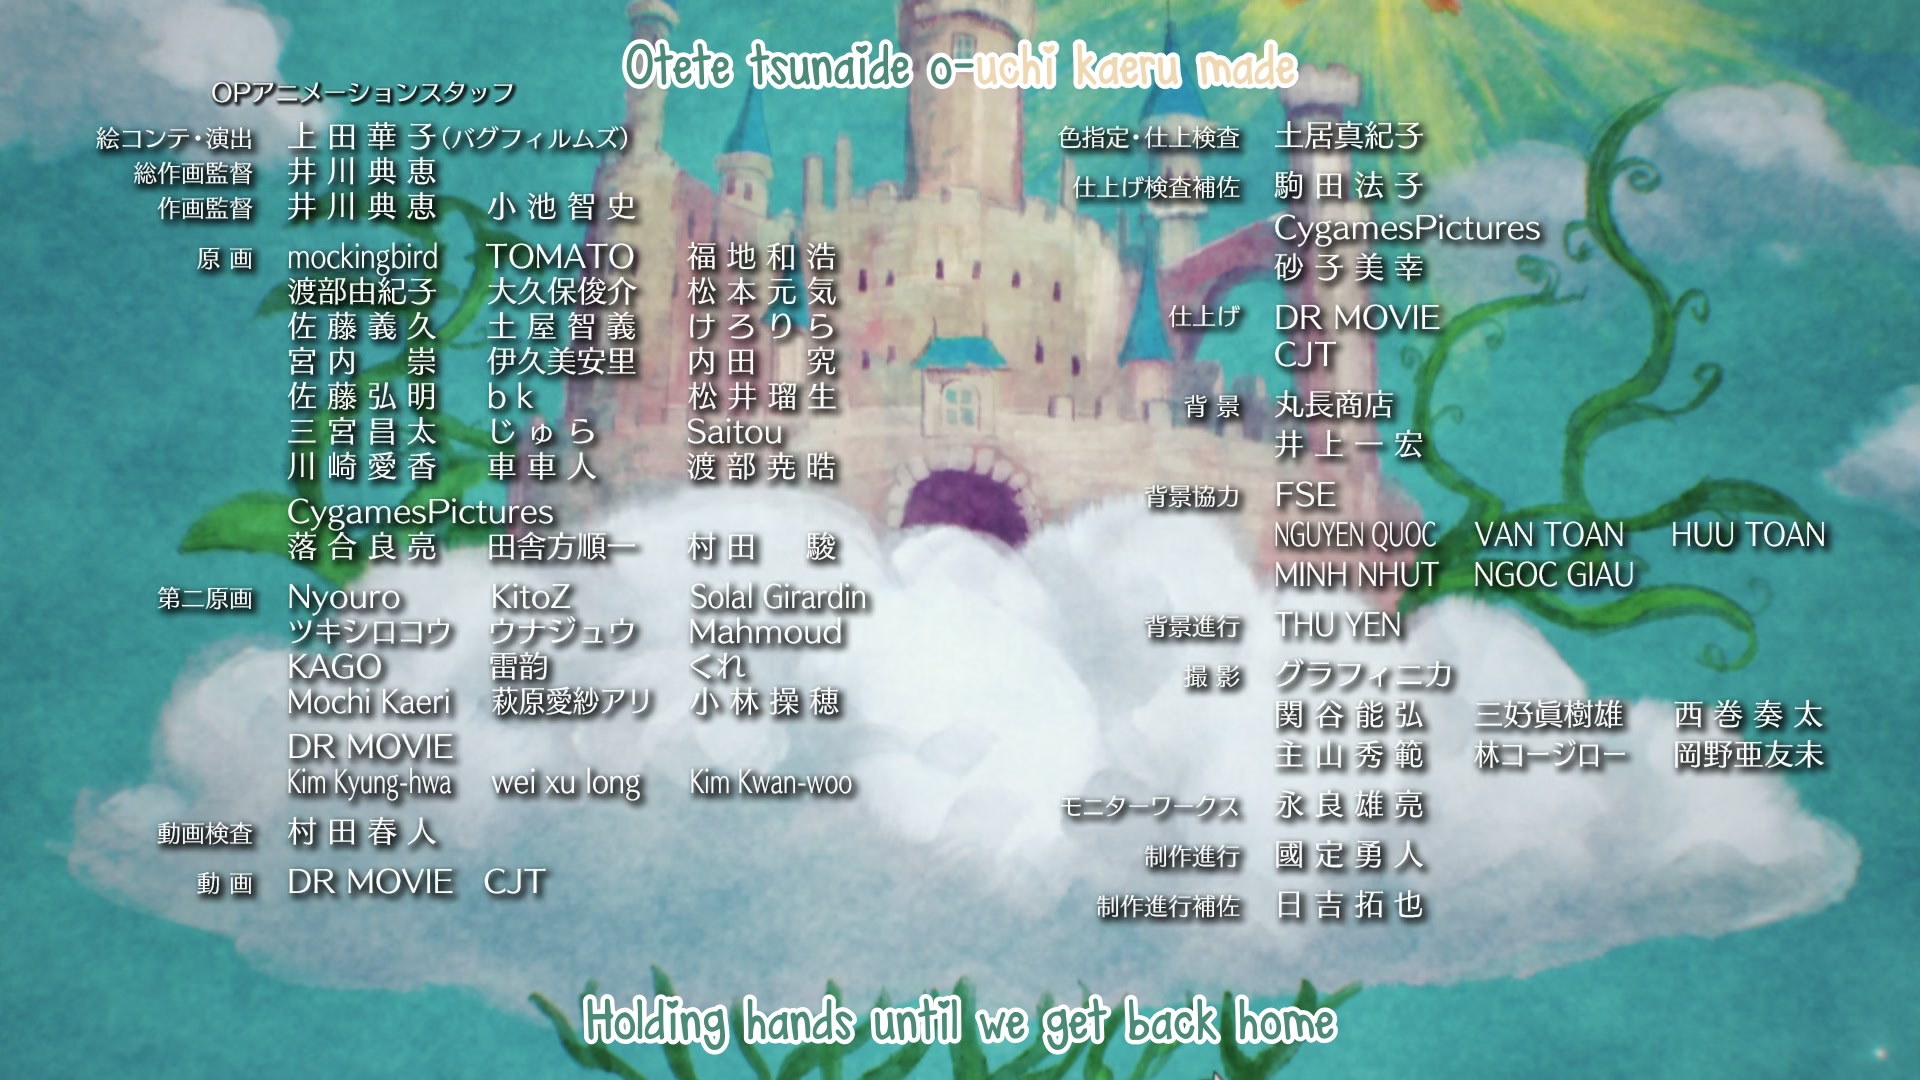 Otete tsunaide o-uchi kaeru made
OPアニメーションスタッフ
絵コンテ・演出 上田華子(バグフィルムズ)
総作画監督 井川典恵
作画監督 井川典恵 小池智史
原画 mockingbird TOMATO 福地和浩
渡部由紀子 大久保俊介 松本元気
佐藤義久 土屋智義 けろりら
宮内崇 伊久美安里 内田究
佐藤弘明 bk 松井瑠生
三宮昌太 じゅら Saitou
川崎愛香 車車人 渡部尭皓
CygamesPictures
落合良亮 田舎方順一 村田駿
第二原画 Nyouro KitoZ Solal Girardin
ツキシロコウ ウナジュウ Mahmoud
KAGO 雷韵 くれ
Mochi Kaeri 萩原愛紗アリ 小林操穂
DR MOVIE
Kim Kyung-hwa wei xu long Kim Kwan-woo
動画検査 村田春人
動画 DR MOVIE CJT
色指定・仕上検査 土居真紀子
仕上げ検査補佐 駒田法子
CygamesPictures
砂子美幸
仕上げ DR MOVIE
CJT
背景 丸長商店
井上一宏
背景協力 FSE
NGUYEN QUOC VAN TOAN HUU TOAN
MINH NHUT NGOC GIAU
背景進行 THU YEN
撮影 グラフィニカ
関谷能弘 三好眞樹雄 西巻奏太
主山秀範 林コージロー 岡野亜友未
モニターワークス 永良雄亮
制作進行 國定勇人
制作進行補佐 日吉拓也
Holding hands until we get back home